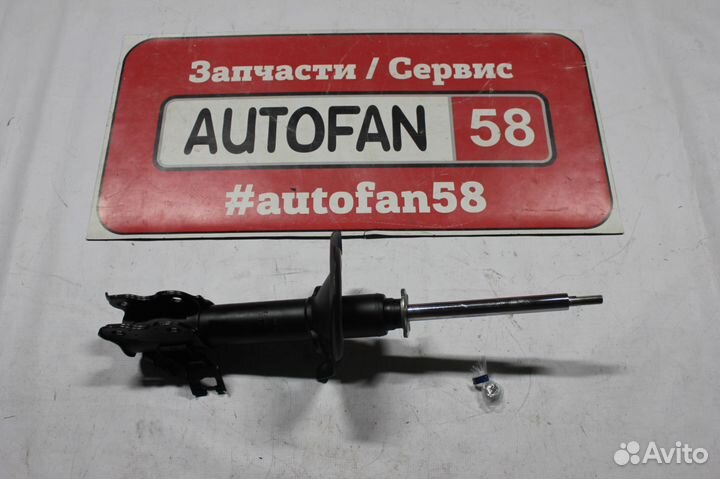 Запчасти / Сервис
AUTOFAN 58
#autofan58
Avito